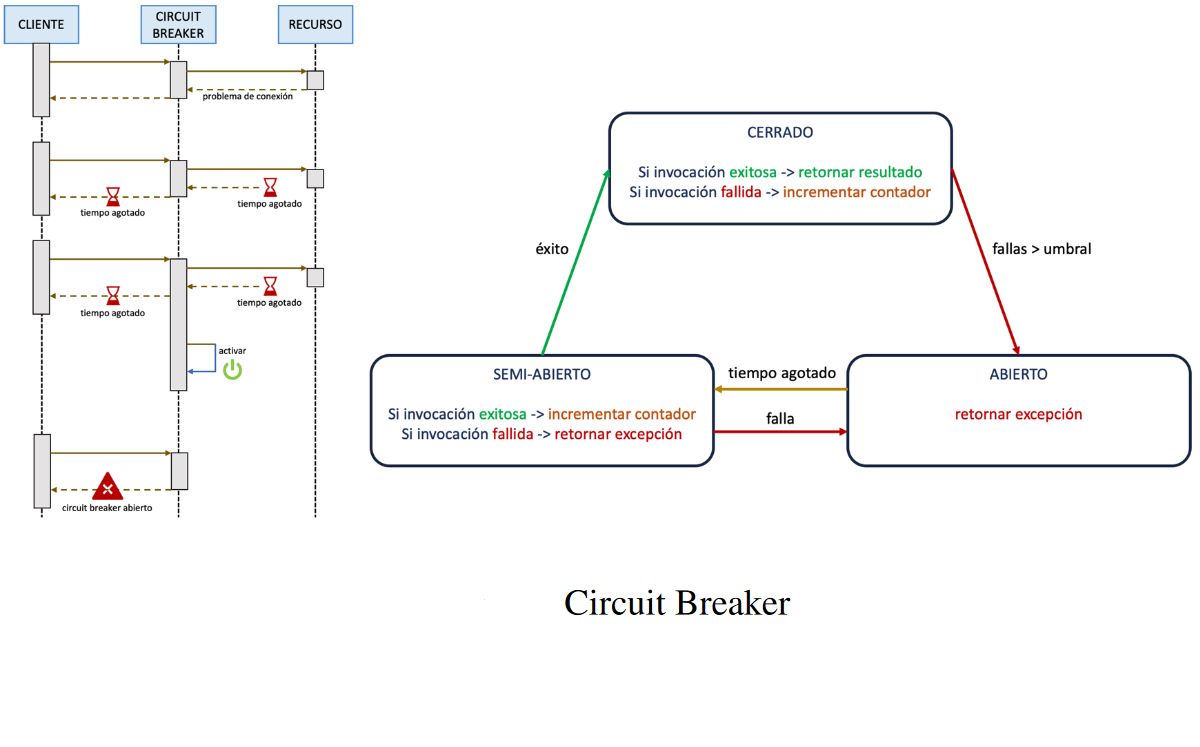 CLIENTE
CIRCUIT
BREAKER
RECURSO
problema de conexión
tiempo agotado
tiempo agotado
tiempo agotado
tiempo agotado
activar
circuit breaker abierto
CERRADO
Si invocación exitosa -> retornar resultado
Si invocación fallida -> incrementar contador
éxito
fallas > umbral
SEMI-ABIERTO
Si invocación exitosa -> incrementar contador
Si invocación fallida -> retornar excepción
tiempo agotado
falla
ABIERTO
retornar excepción
Circuit Breaker